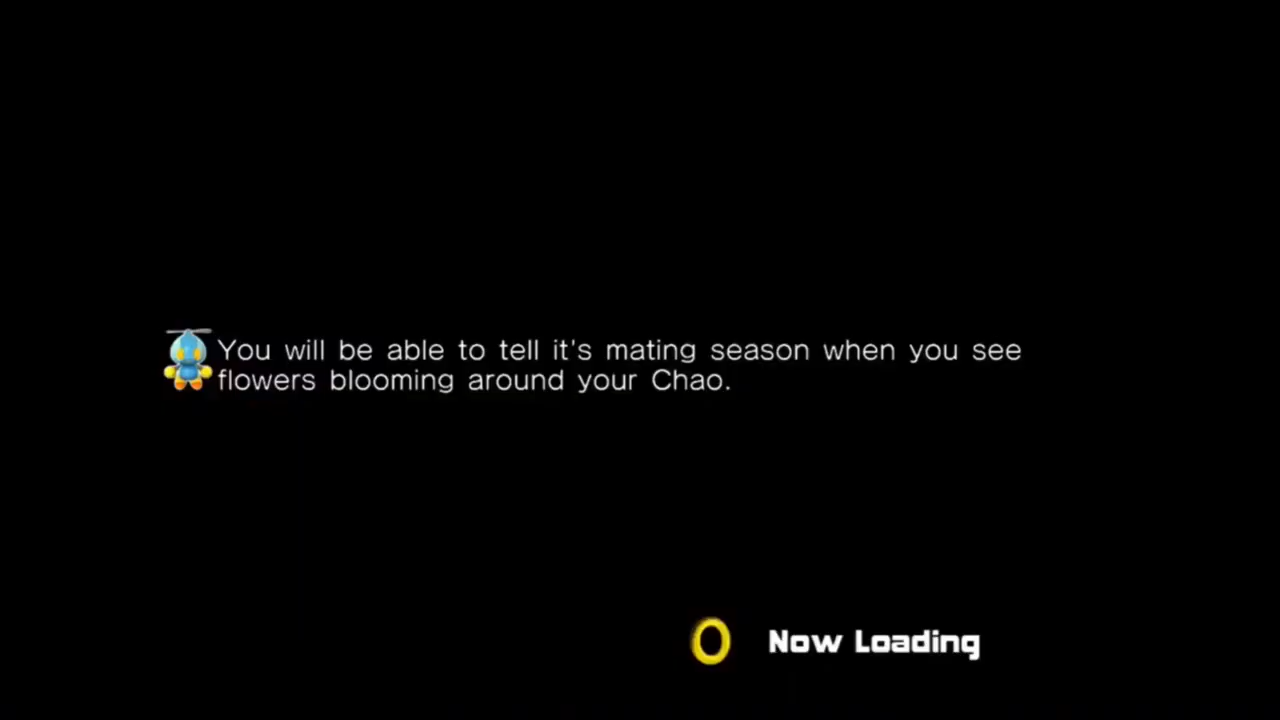 You will be able to tell it's mating season when you see
flowers blooming around your Chao.
Now Loading